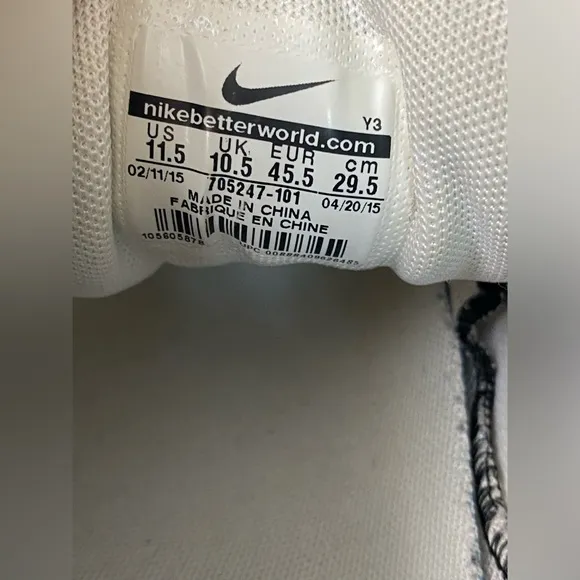 Y3
nikebetterworld.com
US UK EUR cm
11.5 10.5 45.5 29.5
02/11/15 705247-101 04/20/15
MADE IN CHINA
FABRIQUE EN CHINE